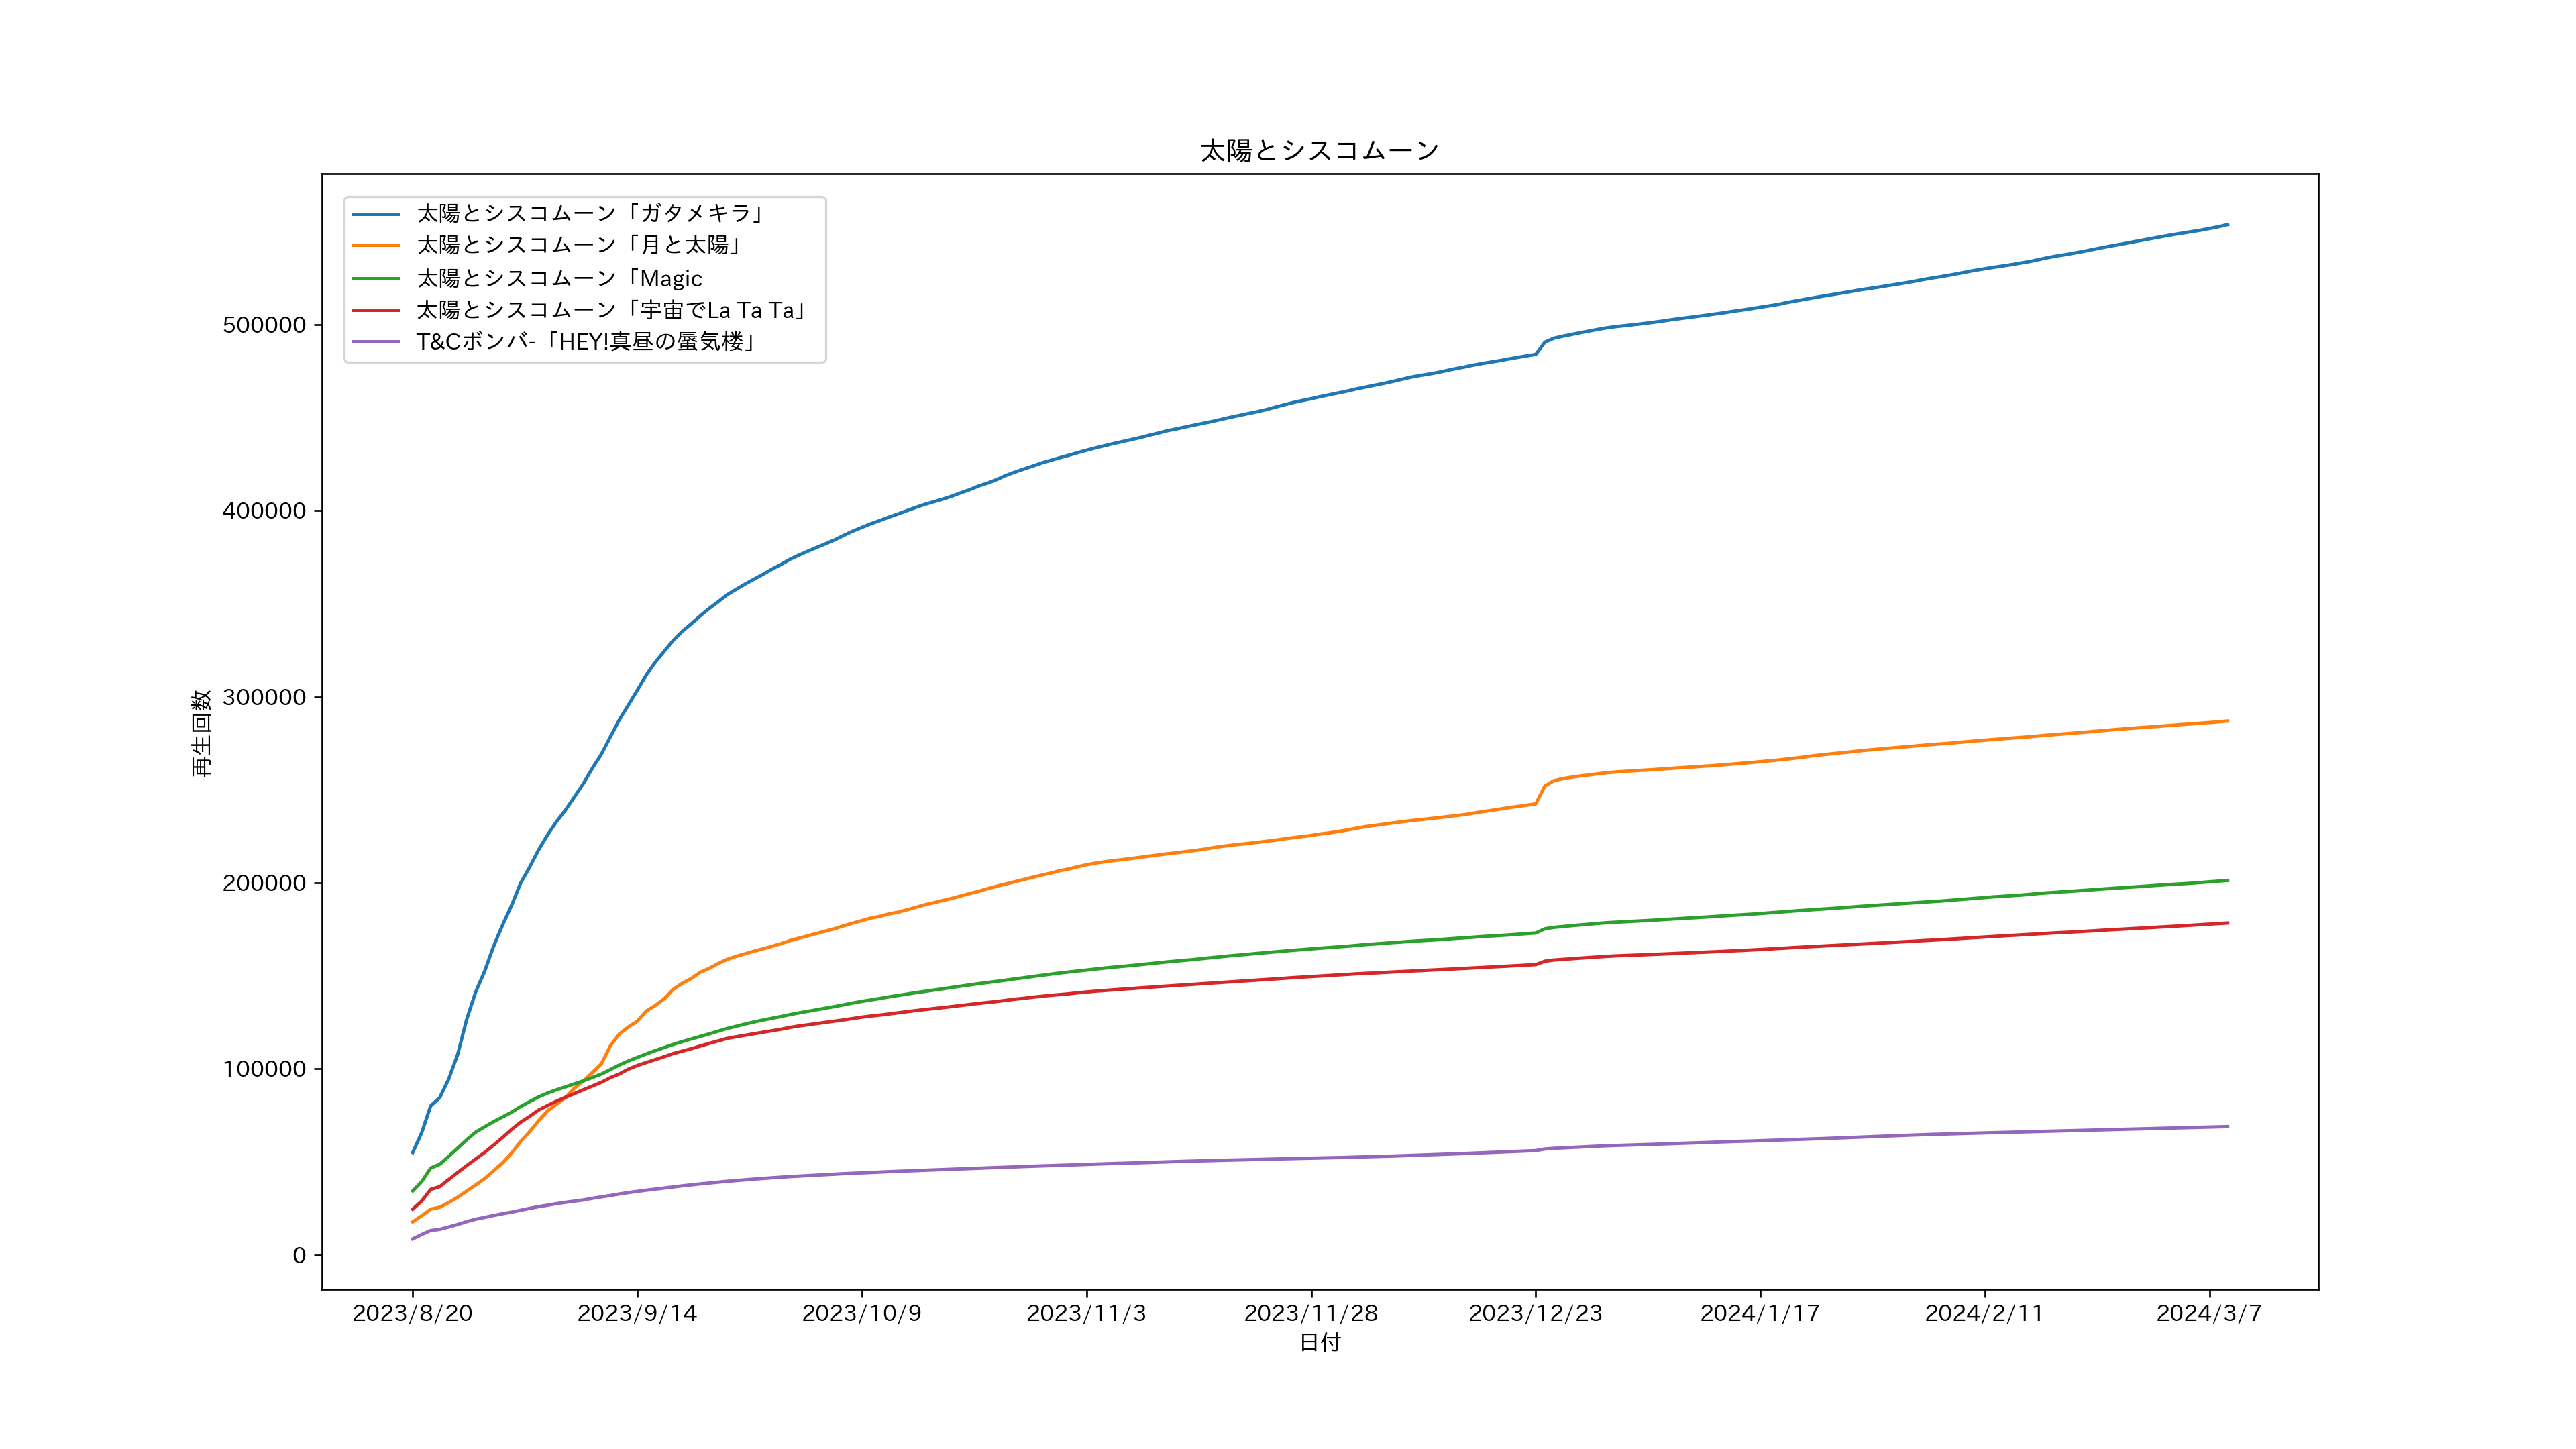 太陽とシスコムーン
太陽とシスコムーン「ガタメキラ」
太陽とシスコムーン「月と太陽」
太陽とシスコムーン「Magic
太陽とシスコムーン「宇宙でLa Ta Ta」
T&Cボンバ-「HEY!真昼の蜃気楼」
再生回数
500000
400000
300000
200000
100000
0
2023/8/20 2023/9/14 2023/10/9 2023/11/3 2023/11/28 2023/12/23 2024/1/17 2024/2/11 2024/3/7
日付